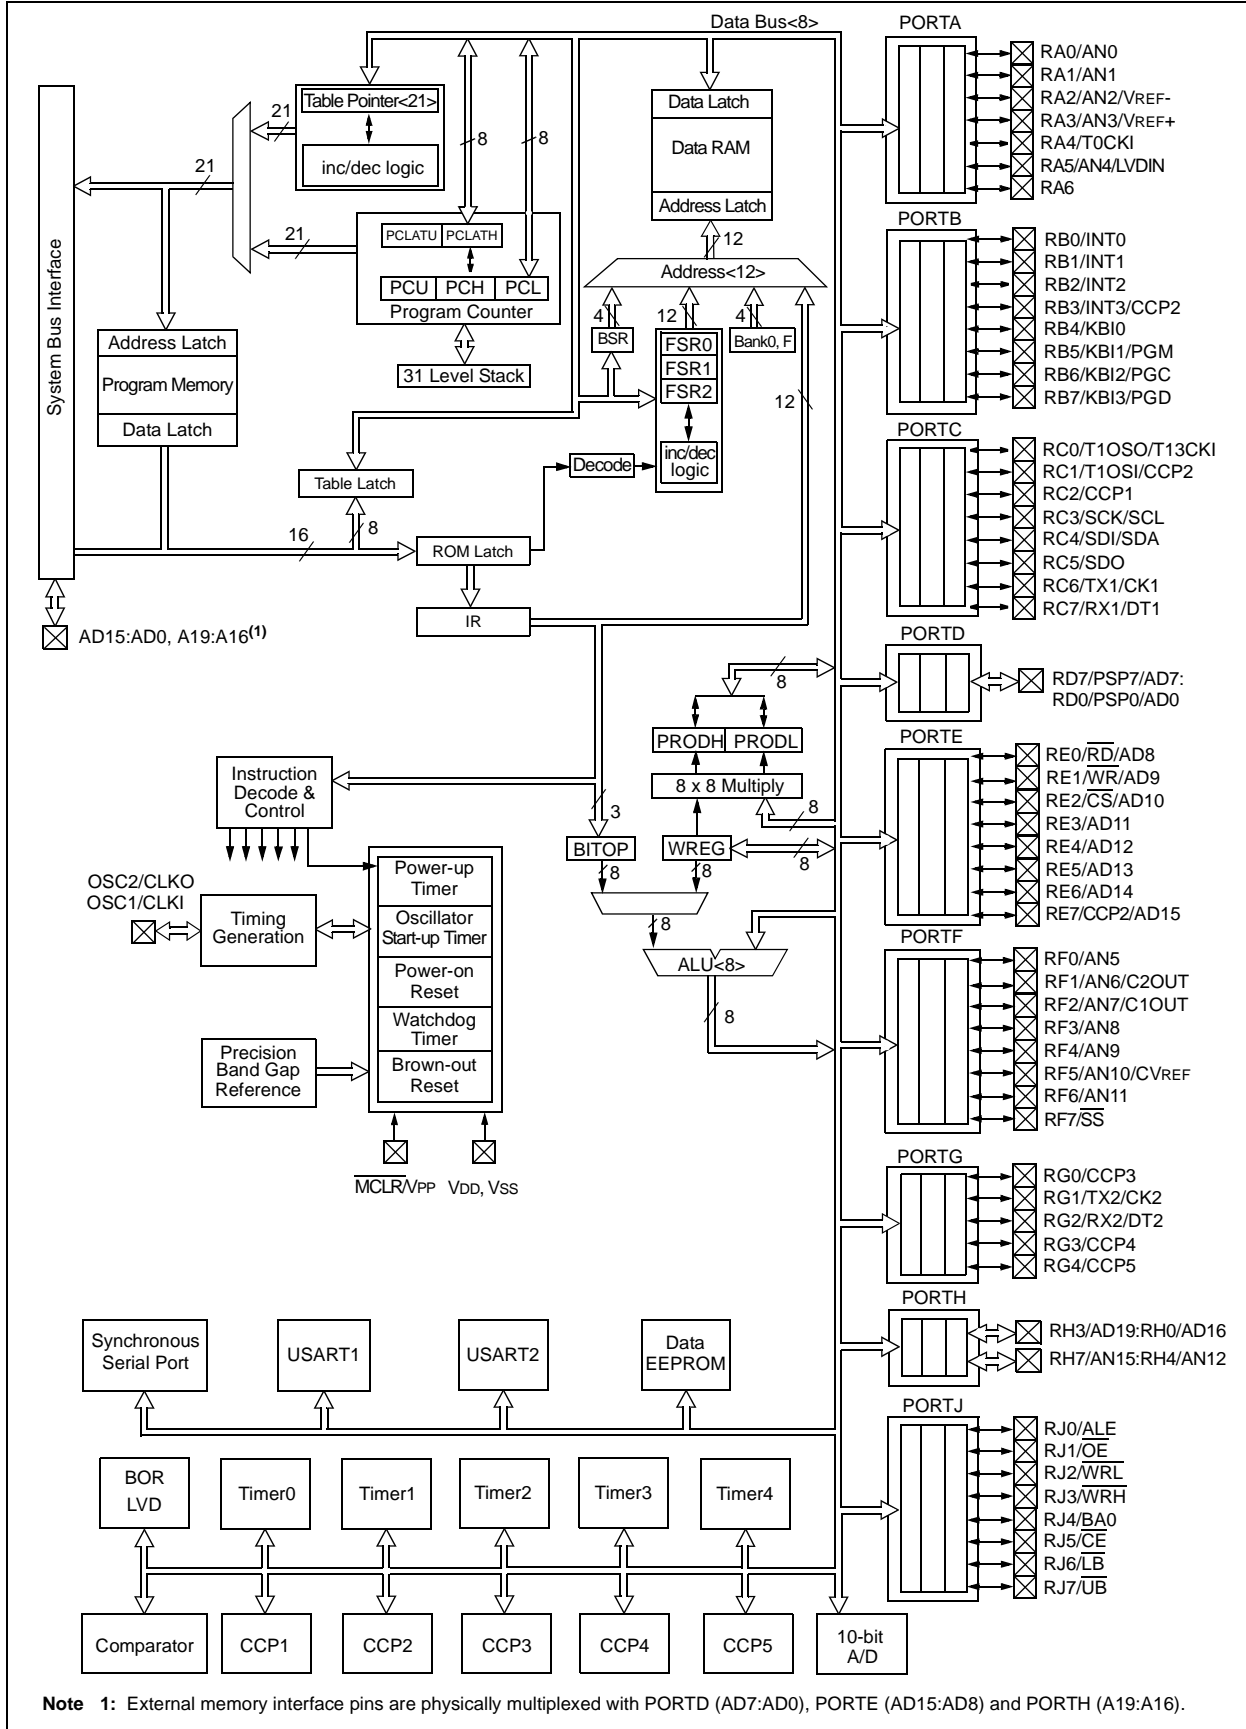 Data Bus<8>
21
Table Pointer<21>
inc/dec logic
21
8
8
System Bus Interface
21
PCLATU
PCLATH
PCU
PCH
PCL
Program Counter
31 Level Stack
Address Latch
Program Memory
Data Latch
Data Latch
Data RAM
Address Latch
12
Address<12>
4
12
4
BSR
FSR0
FSR1
FSR2
inc/dec
logic
Bank0, F
12
Decode
Table Latch
8
16
ROM Latch
IR
AD15:AD0, A19:A16(1)
8
PRODH
PRODL
8 x 8 Multiply
8
Instruction
Decode &
Control
3
BITOP
WREG
8
8
8
8
ALU<8>
8
OSC2/CLKO
OSC1/CLKI
Timing
Generation
Power-up
Timer
Oscillator
Start-up Timer
Power-on
Reset
Watchdog
Timer
Brown-out
Reset
Precision
Band Gap
Reference
MCLR/VPP
VDD, VSS
PORTA
RA0/AN0
RA1/AN1
RA2/AN2/VREF-
RA3/AN3/VREF+
RA4/T0CKI
RA5/AN4/LVDIN
RA6
PORTB
RB0/INT0
RB1/INT1
RB2/INT2
RB3/INT3/CCP2
RB4/KBI0
RB5/KBI1/PGM
RB6/KBI2/PGC
RB7/KBI3/PGD
PORTC
RC0/T1OSO/T13CKI
RC1/T1OSI/CCP2
RC2/CCP1
RC3/SCK/SCL
RC4/SDI/SDA
RC5/SDO
RC6/TX1/CK1
RC7/RX1/DT1
PORTD
RD7/PSP7/AD7:
RD0/PSP0/AD0
PORTE
RE0/RD/AD8
RE1/WR/AD9
RE2/CS/AD10
RE3/AD11
RE4/AD12
RE5/AD13
RE6/AD14
RE7/CCP2/AD15
PORTF
RF0/AN5
RF1/AN6/C2OUT
RF2/AN7/C1OUT
RF3/AN8
RF4/AN9
RF5/AN10/CVREF
RF6/AN11
RF7/SS
PORTG
RG0/CCP3
RG1/TX2/CK2
RG2/RX2/DT2
RG3/CCP4
RG4/CCP5
PORTH
RH3/AD19:RH0/AD16
RH7/AN15:RH4/AN12
PORTJ
RJ0/ALE
RJ1/OE
RJ2/WRL
RJ3/WRH
RJ4/BA0
RJ5/CE
RJ6/LB
RJ7/UB
Synchronous
Serial Port
USART1
USART2
Data
EEPROM
BOR
LVD
Timer0
Timer1
Timer2
Timer3
Timer4
Comparator
CCP1
CCP2
CCP3
CCP4
CCP5
10-bit
A/D
Note 1: External memory interface pins are physically multiplexed with PORTD (AD7:AD0), PORTE (AD15:AD8) and PORTH (A19:A16).